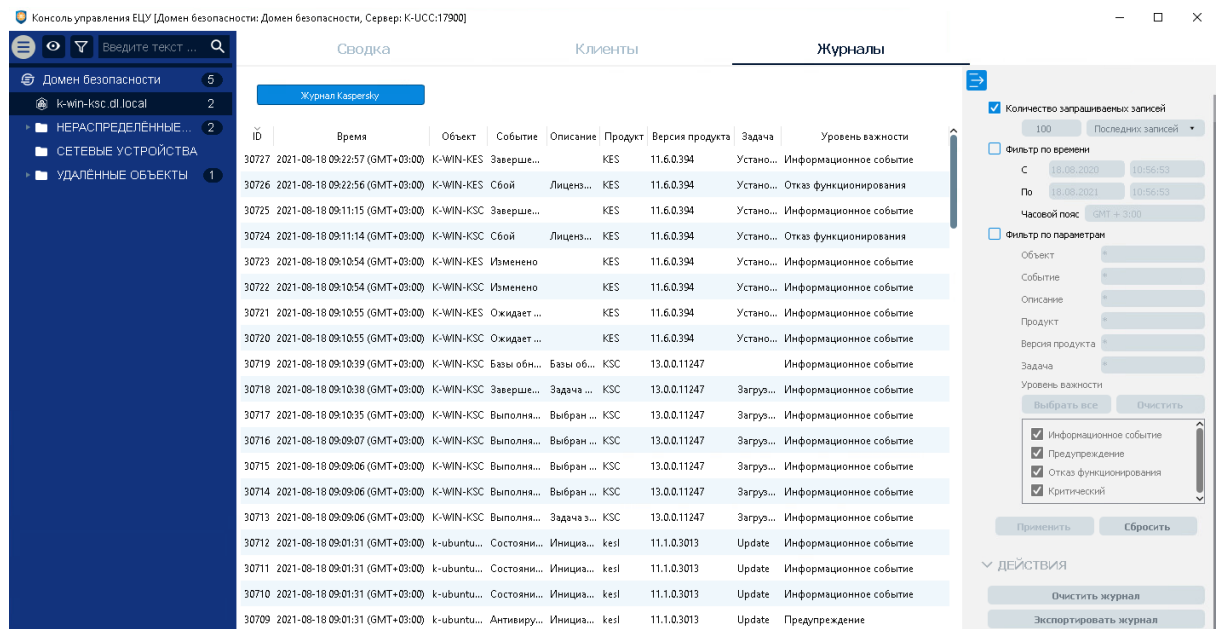 Консоль управления ЕЦУ [Домен безопасности: Домен безопасности, Сервер: K-UCC:17900]
Введите текст ...
Сводка Клиенты Журналы
Домен безопасности 5
k-win-ksc.dl.local 2
НЕРАСПРЕДЕЛЁННЫЕ... 2
СЕТЕВЫЕ УСТРОЙСТВА
УДАЛЁННЫЕ ОБЪЕКТЫ 1
Журнал Kaspersky
ID Время Объект Событие Описание Продукт Версия продукта Задача Уровень важности
30727 2021-08-18 09:22:57 (GMT+03:00) K-WIN-KES Заверше... KES 11.6.0.394 Устано... Информационное событие
30726 2021-08-18 09:22:56 (GMT+03:00) K-WIN-KES Сбой Лиценз... KES 11.6.0.394 Устано... Отказ функционирования
30725 2021-08-18 09:11:15 (GMT+03:00) K-WIN-KSC Заверше... KES 11.6.0.394 Устано... Информационное событие
30724 2021-08-18 09:11:14 (GMT+03:00) K-WIN-KSC Сбой Лиценз... KES 11.6.0.394 Устано... Отказ функционирования
30723 2021-08-18 09:10:54 (GMT+03:00) K-WIN-KES Изменено KES 11.6.0.394 Устано... Информационное событие
30722 2021-08-18 09:10:54 (GMT+03:00) K-WIN-KSC Изменено KES 11.6.0.394 Устано... Информационное событие
30721 2021-08-18 09:10:55 (GMT+03:00) K-WIN-KES Ожидает ... KES 11.6.0.394 Устано... Информационное событие
30720 2021-08-18 09:10:55 (GMT+03:00) K-WIN-KSC Ожидает ... KES 11.6.0.394 Устано... Информационное событие
30719 2021-08-18 09:10:39 (GMT+03:00) K-WIN-KSC Базы обн... Базы об... KSC 13.0.0.11247 Информационное событие
30718 2021-08-18 09:10:38 (GMT+03:00) K-WIN-KSC Заверше... Задача ... KSC 13.0.0.11247 Загруз... Информационное событие
30717 2021-08-18 09:10:35 (GMT+03:00) K-WIN-KSC Выполня... Выбран ... KSC 13.0.0.11247 Загруз... Информационное событие
30716 2021-08-18 09:09:07 (GMT+03:00) K-WIN-KSC Выполня... Выбран ... KSC 13.0.0.11247 Загруз... Информационное событие
30715 2021-08-18 09:09:06 (GMT+03:00) K-WIN-KSC Выполня... Выбран ... KSC 13.0.0.11247 Загруз... Информационное событие
30714 2021-08-18 09:09:06 (GMT+03:00) K-WIN-KSC Выполня... Выбран ... KSC 13.0.0.11247 Загруз... Информационное событие
30713 2021-08-18 09:09:06 (GMT+03:00) K-WIN-KSC Выполня... Задача з... KSC 13.0.0.11247 Загруз... Информационное событие
30712 2021-08-18 09:01:31 (GMT+03:00) k-ubuntu... Состояни... Инициа... kesl 11.1.0.3013 Update Информационное событие
30711 2021-08-18 09:01:31 (GMT+03:00) k-ubuntu... Состояни... Инициа... kesl 11.1.0.3013 Update Информационное событие
30710 2021-08-18 09:01:31 (GMT+03:00) k-ubuntu... Состояни... Инициа... kesl 11.1.0.3013 Update Информационное событие
30709 2021-08-18 09:01:31 (GMT+03:00) k-ubuntu... Антивиру... Инициа... kesl 11.1.0.3013 Update Предупреждение
Количество запрашиваемых записей
100 Последних записей
Фильтр по времени
С 18.08.2020 10:56:53
По 18.08.2021 10:56:53
Часовой пояс GMT + 3:00
Фильтр по параметрам
Объект *
Событие *
Описание *
Продукт *
Версия продукта *
Задача *
Уровень важности
Выбрать все Очистить
Информационное событие
Предупреждение
Отказ функционирования
Критический
Применить Сбросить
ДЕЙСТВИЯ
Очистить журнал
Экспортировать журнал